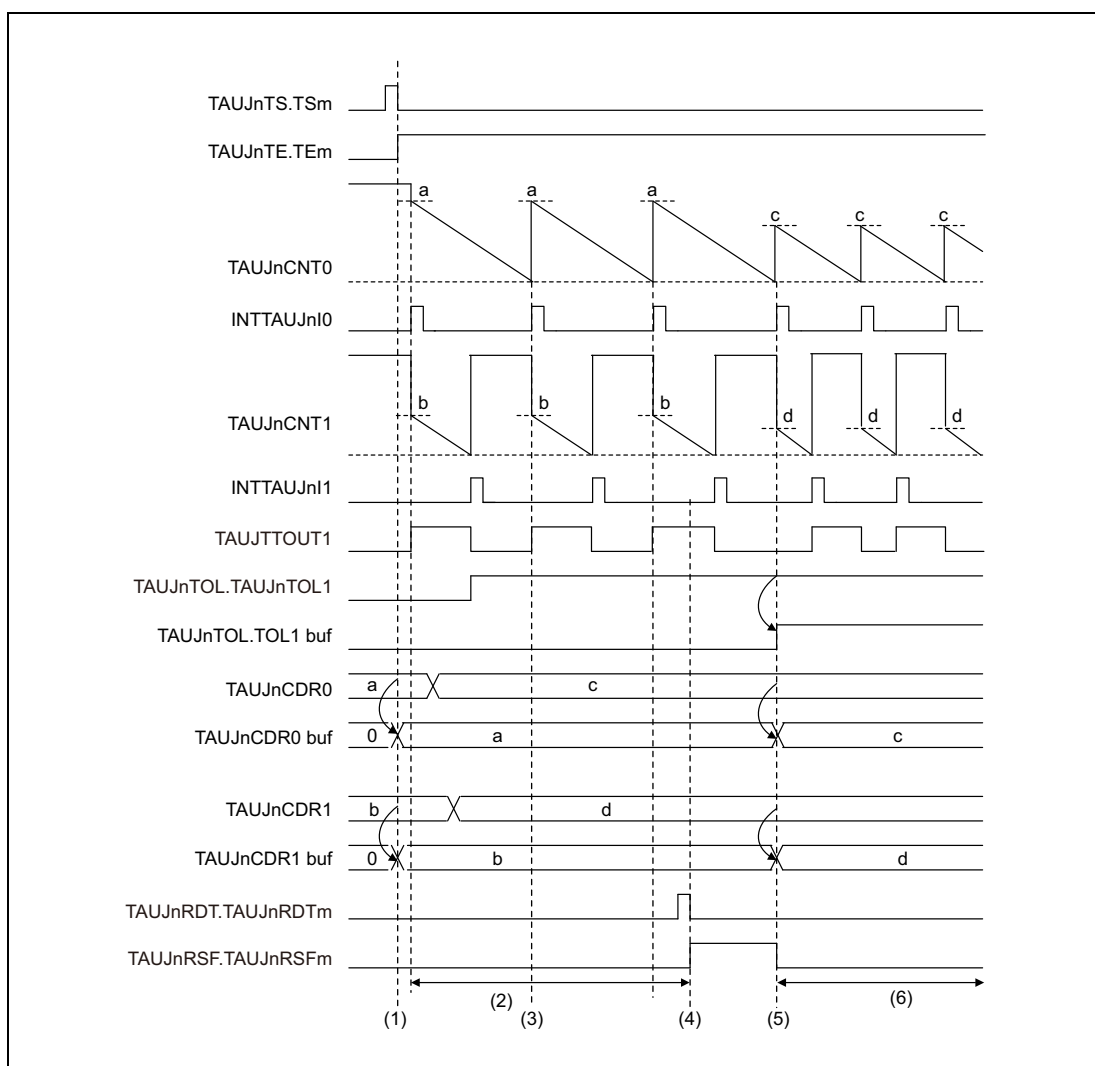 TAUJnTS.TSm
TAUJnTE.TEm
a a a
c c c
TAUJnCNT0
INTTAUJnI0
b b b
d d d
TAUJnCNT1
INTTAUJnI1
TAUJTTOUT1
TAUJnTOL.TAUJnTOL1
TAUJnTOL.TOL1 buf
TAUJnCDR0 a c
TAUJnCDR0 buf 0 a c
TAUJnCDR1 b d
TAUJnCDR1 buf 0 b d
TAUJnRDT.TAUJnRDTm
TAUJnRSF.TAUJnRSFm
(2) (6)
(1) (3) (4) (5)